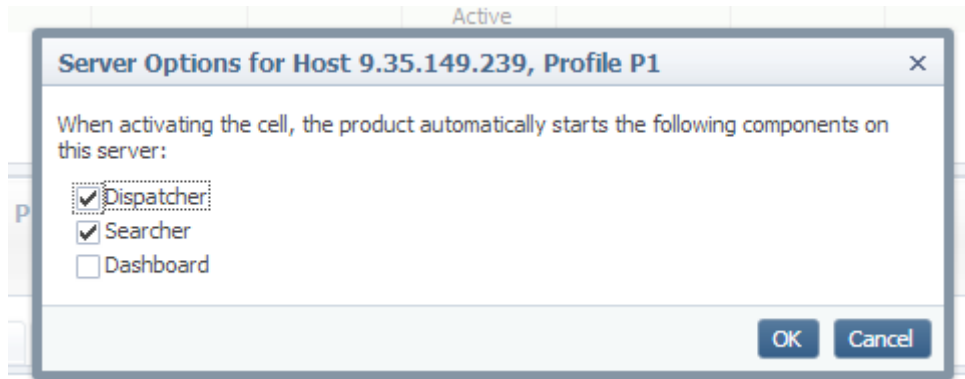 Active
Server Options for Host 9.35.149.239, Profile P1
When activating the cell, the product automatically starts the following components on
this server:
P
Dispatcher
Searcher
Dashboard
OK Cancel